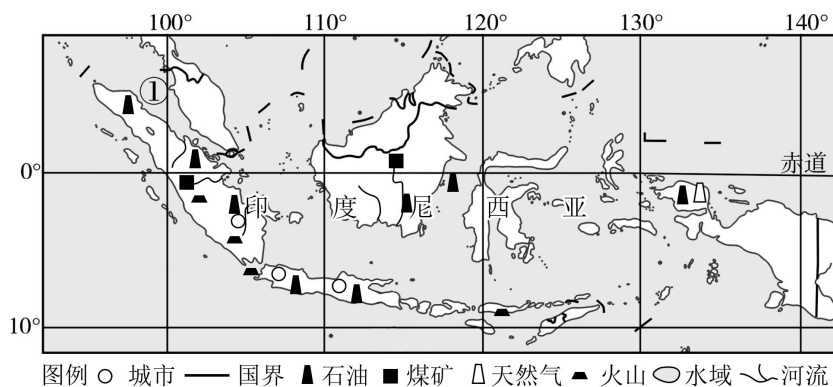 100° 110° 120° 130° 140°
①
0° 赤道
印度尼西亚
10°
图例 城市 国界 石油 煤矿 天然气 火山 水域 河流